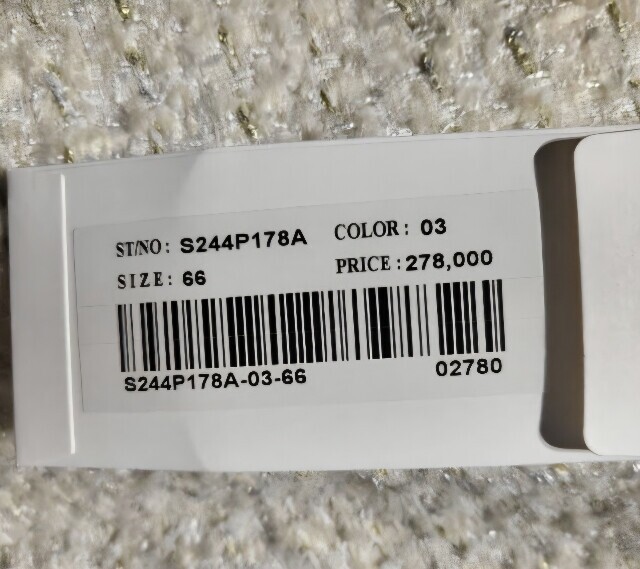 ST/NO: S244P178A COLOR: 03
SIZE: 66 PRICE: 278,000
S244P178A-03-66 02780